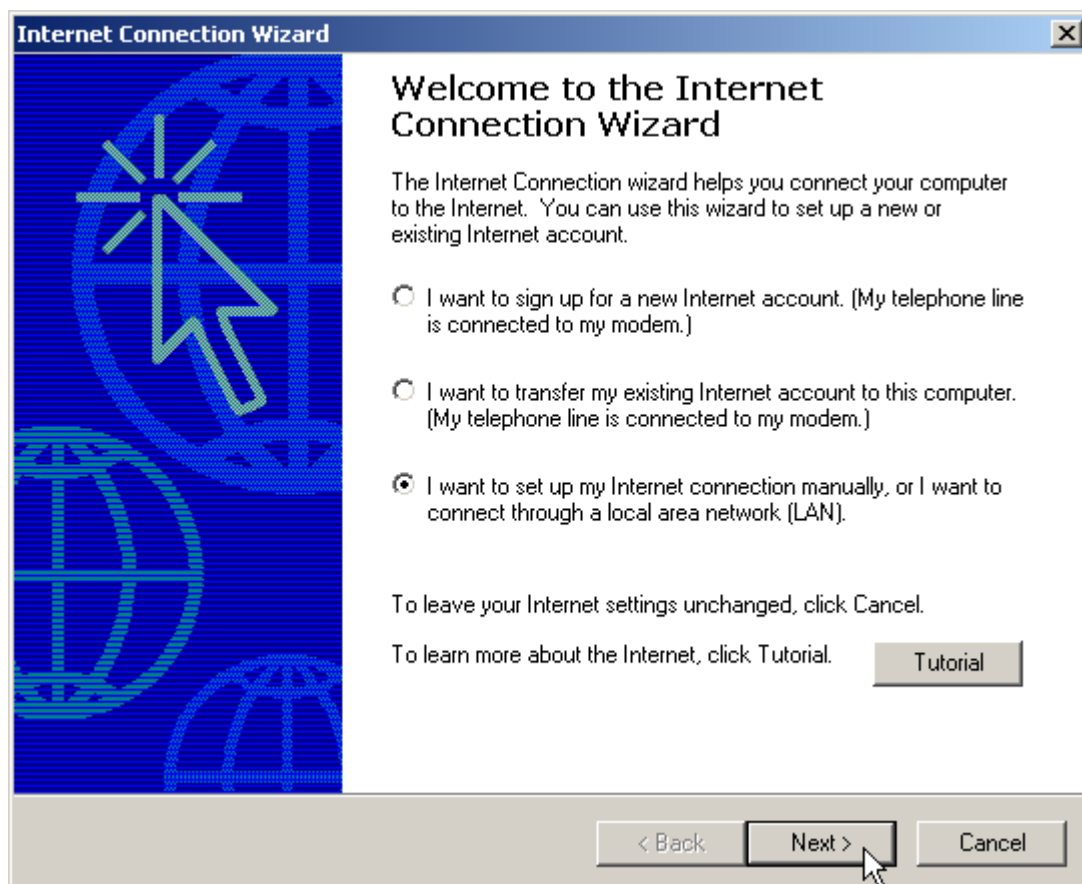 Internet Connection Wizard
Welcome to the Internet
Connection Wizard
The Internet Connection wizard helps you connect your computer
to the Internet.  You can use this wizard to set up a new or
existing Internet account.
I want to sign up for a new Internet account. (My telephone line
is connected to my modem.)
I want to transfer my existing Internet account to this computer.
(My telephone line is connected to my modem.)
I want to set up my Internet connection manually, or I want to
connect through a local area network (LAN).
To leave your Internet settings unchanged, click Cancel.
To learn more about the Internet, click Tutorial.
Tutorial
< Back
Next >
Cancel